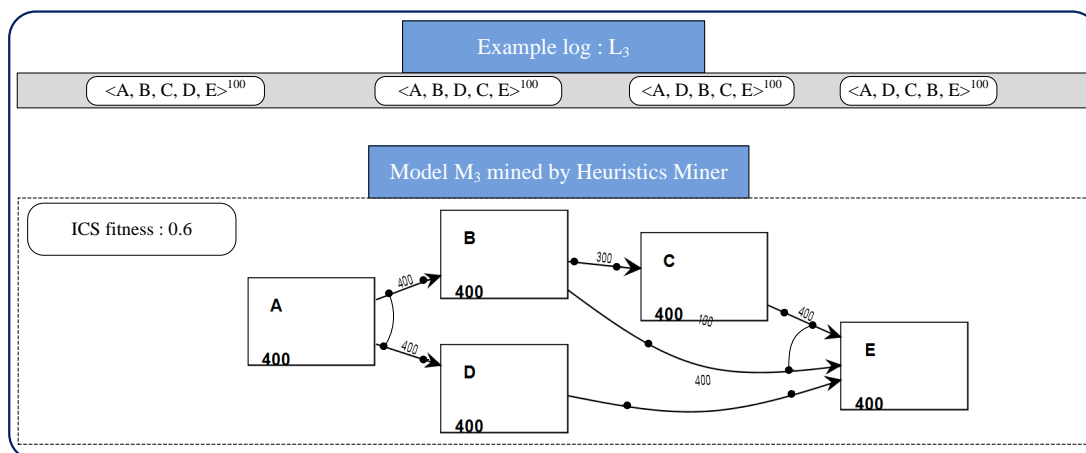 Example log : L₃
<A, B, C, D, E>¹⁰⁰ <A, B, D, C, E>¹⁰⁰ <A, D, B, C, E>¹⁰⁰ <A, D, C, B, E>¹⁰⁰
Model M₃ mined by Heuristics Miner
ICS fitness : 0.6
B
400
300
C
400
A
400
400
400
100
400
D
400
400
E
400